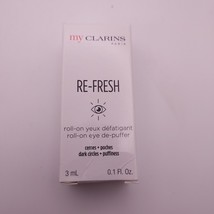 my CLARINS
PARIS
RE-FRESH
roll-on yeux défatigant
roll-on eye de-puffer
cernes • poches
dark circles • puffiness
3 mL 0.1 Fl. Oz.